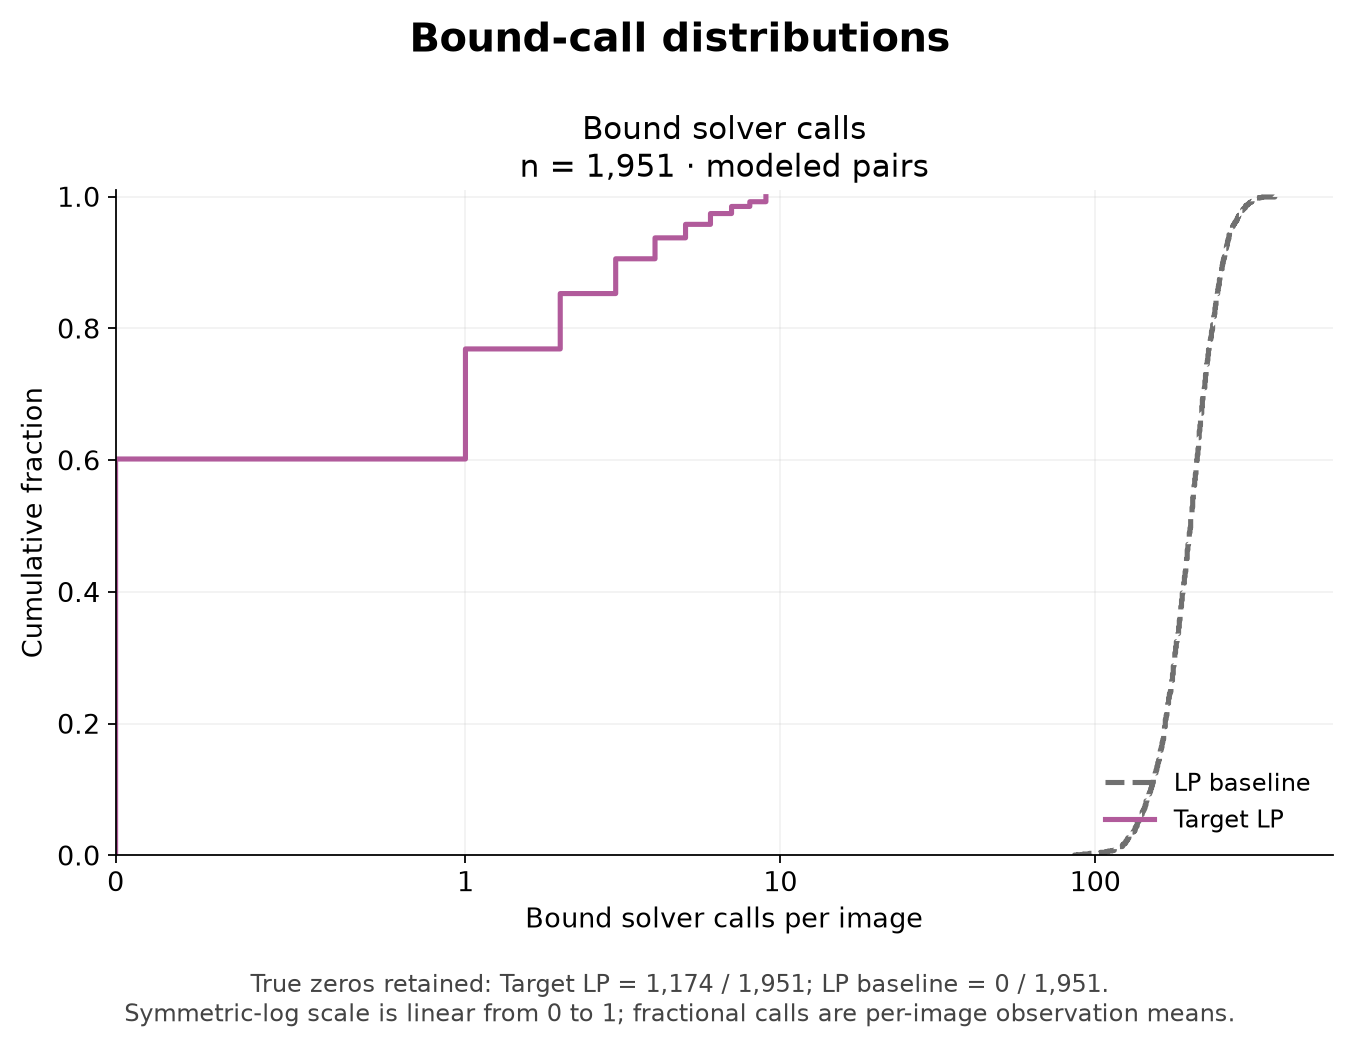 Bound-call distributions
Bound solver calls
n = 1,951 · modeled pairs
1.0
0.8
0.6
0.4
0.2
0.0
Cumulative fraction
LP baseline
Target LP
0
1
10
100
Bound solver calls per image
True zeros retained: Target LP = 1,174 / 1,951; LP baseline = 0 / 1,951.
Symmetric-log scale is linear from 0 to 1; fractional calls are per-image observation means.